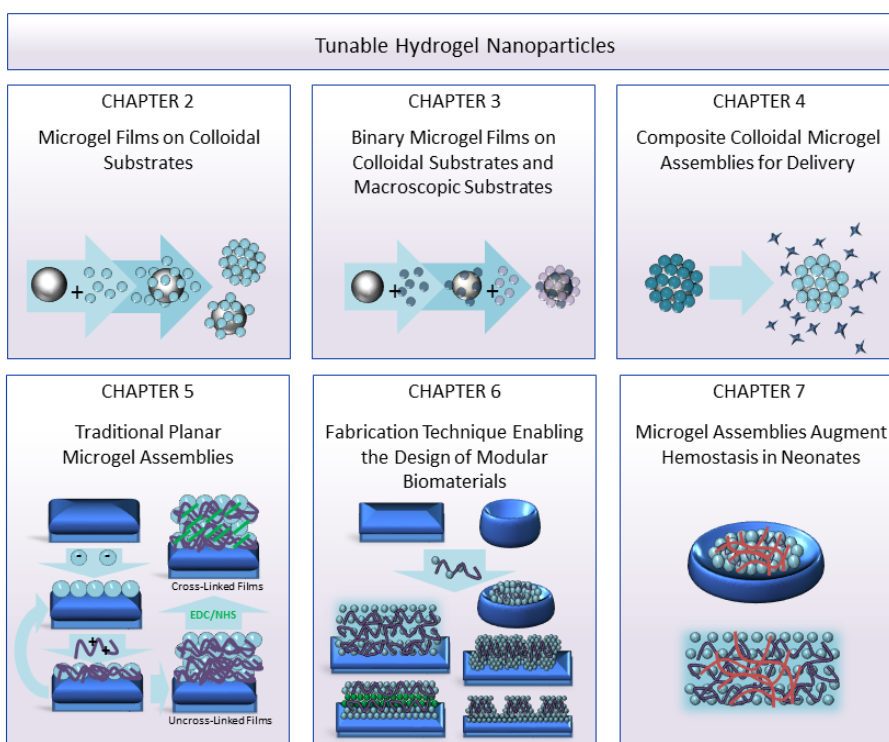 Tunable Hydrogel Nanoparticles
CHAPTER 2
Microgel Films on Colloidal
Substrates
+
CHAPTER 3
Binary Microgel Films on
Colloidal Substrates and
Macroscopic Substrates
+
+
CHAPTER 4
Composite Colloidal Microgel
Assemblies for Delivery
CHAPTER 5
Traditional Planar
Microgel Assemblies
- -
Cross-Linked Films
EDC/NHS
+ +
Uncross-Linked Films
CHAPTER 6
Fabrication Technique Enabling
the Design of Modular
Biomaterials
CHAPTER 7
Microgel Assemblies Augment
Hemostasis in Neonates